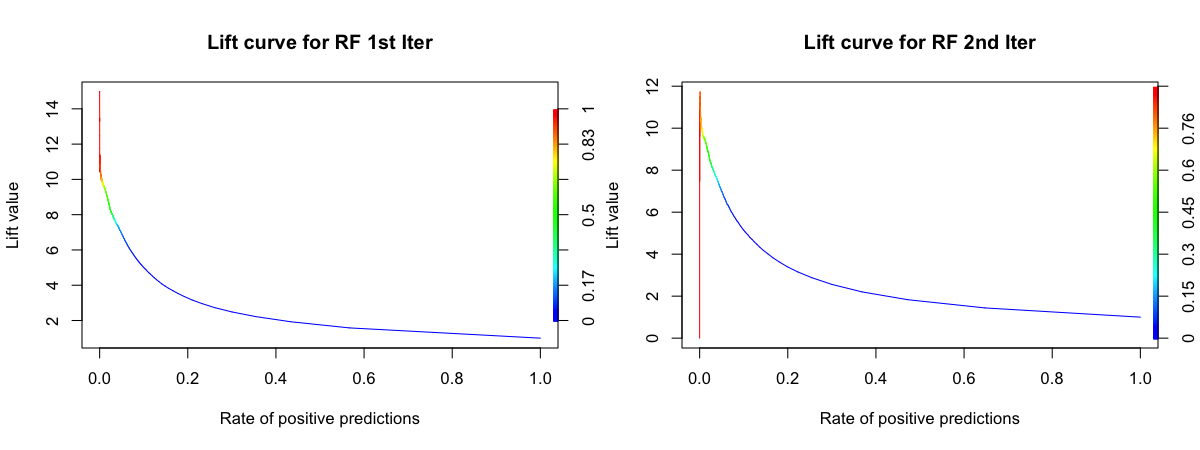 Lift curve for RF 1st Iter
Lift value
2 4 6 8 10 12 14
0 0.17 0.5 0.83 1
0.0 0.2 0.4 0.6 0.8 1.0
Rate of positive predictions
Lift curve for RF 2nd Iter
Lift value
0 2 4 6 8 10 12
0 0.15 0.3 0.45 0.6 0.76
0.0 0.2 0.4 0.6 0.8 1.0
Rate of positive predictions